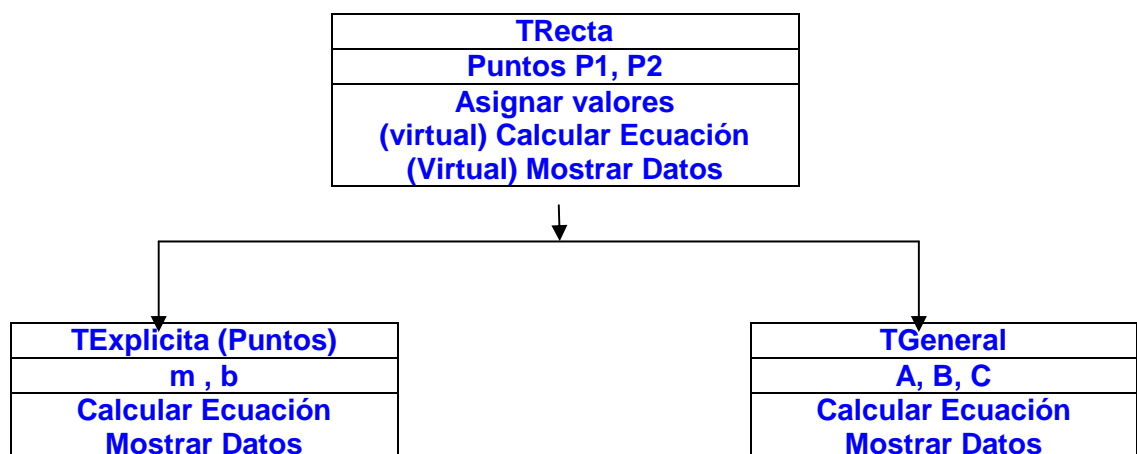 TRecta
Puntos P1, P2
Asignar valores
(virtual) Calcular Ecuación
(Virtual) Mostrar Datos
TExplicita (Puntos)
m , b
Calcular Ecuación
Mostrar Datos
TGeneral
A, B, C
Calcular Ecuación
Mostrar Datos